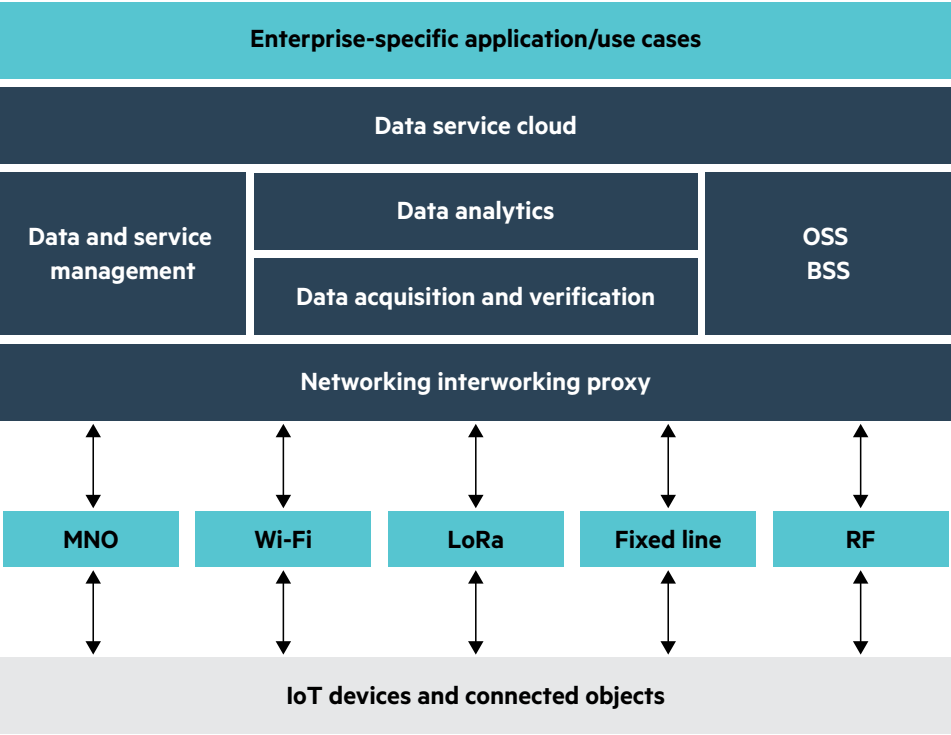 Enterprise-specific application/use cases
Data service cloud
Data and service
management
Data analytics
Data acquisition and verification
OSS
BSS
Networking interworking proxy
MNO
Wi-Fi
LoRa
Fixed line
RF
IoT devices and connected objects